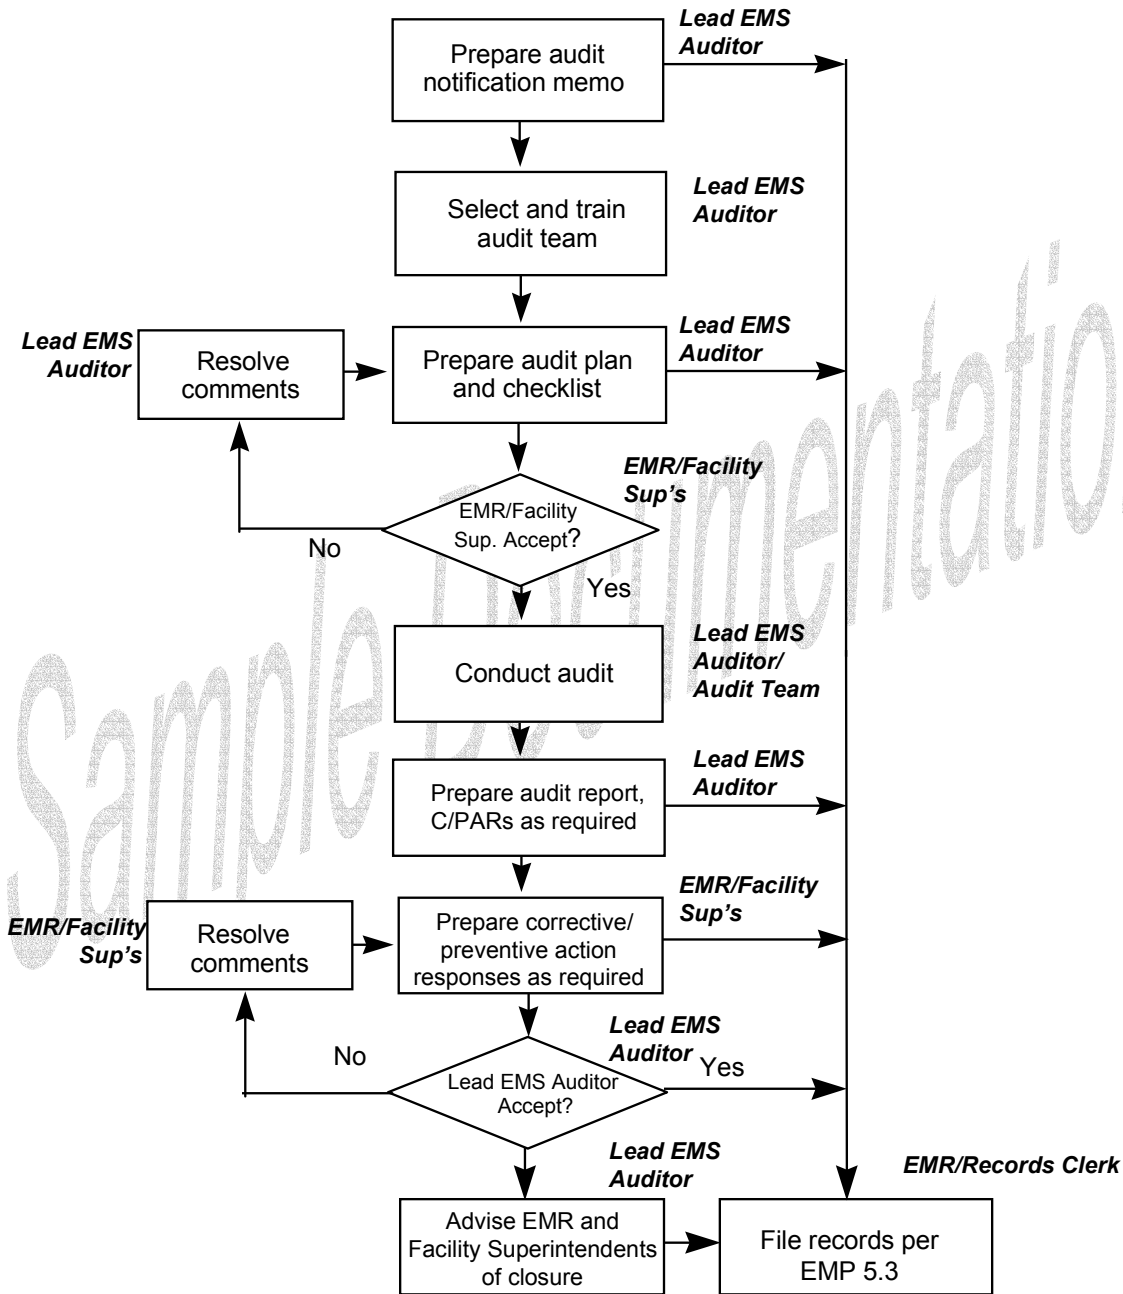 Lead EMS
Auditor
Prepare audit
notification memo
Lead EMS
Auditor
Select and train
audit team
Lead EMS
Auditor
Resolve
comments
Prepare audit plan
and checklist
Lead EMS
Auditor
EMR/Facility
Sup's
EMR/Facility
Sup. Accept?
No
Yes
Conduct audit
Lead EMS
Auditor/
Audit Team
Prepare audit report,
C/PARs as required
Lead EMS
Auditor
EMR/Facility
Sup's
Resolve
comments
Prepare corrective/
preventive action
responses as required
EMR/Facility
Sup's
Lead EMS
Auditor
No
Yes
Lead EMS Auditor
Accept?
Lead EMS
Auditor
EMR/Records Clerk
Advise EMR and
Facility Superintendents
of closure
File records per
EMP 5.3
Sample Documentation